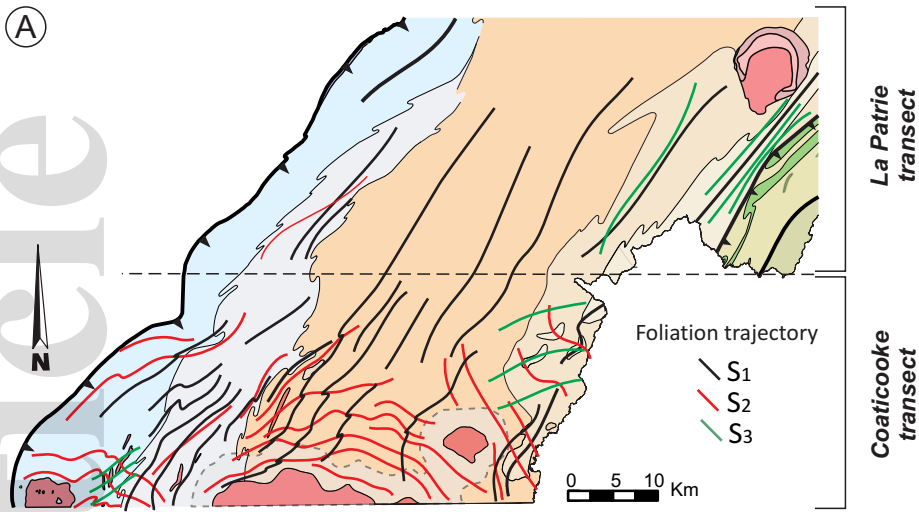 A
La Patrie
transect
N
Foliation trajectory
S1
S2
S3
Coaticooke
transect
0 5 10 Km